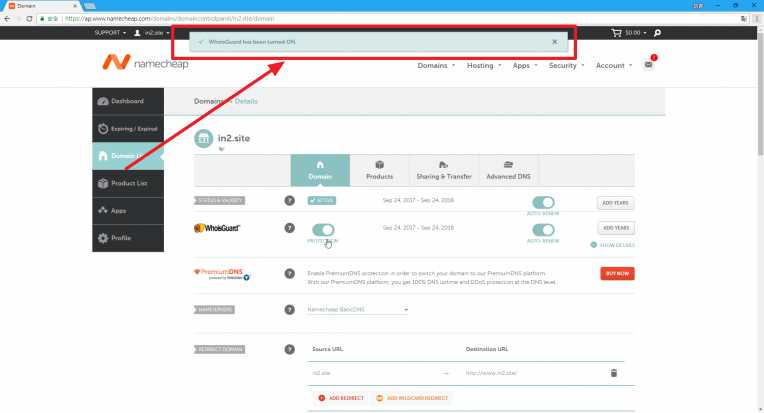 Domain
安全 | https://ap.www.namecheap.com/domains/domaincontrolpanel/in2.site/domain
SUPPORT in2.site $0.00
WhoisGuard has been turned ON.
namecheap Domains Hosting Apps Security Account
Dashboard
Domains Details
Expiring / Expired
in2.site
Domain
Product List
Domain Products Sharing & Transfer Advanced DNS
STATUS & VALIDITY ? ACTIVE Sep 24, 2017 - Sep 24, 2018 ADD YEARS
AUTO-RENEW
Apps
WhoisGuard ? Sep 24, 2017 - Sep 24, 2018 ADD YEARS
Profile
PROTECTION AUTO-RENEW SHOW DETAILS
PremiumDNS ? Enable PremiumDNS protection in order to switch your domain to our PremiumDNS platform. BUY NOW
With our PremiumDNS platform, you get 100% DNS uptime and DDoS protection at the DNS level.
NAMESERVERS ? Namecheap BasicDNS
REDIRECT DOMAIN ? Source URL Destination URL
in2.site → http://www.in2.site/
ADD REDIRECT ADD WILDCARD REDIRECT